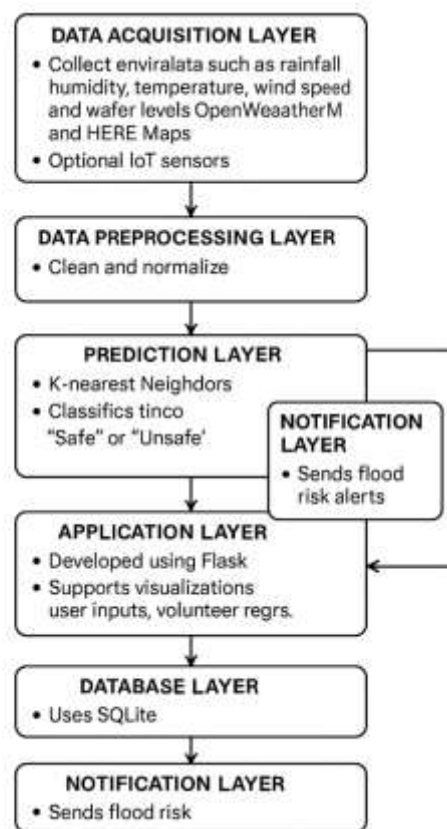 DATA ACQUISITION LAYER
• Collect enviralata such as rainfall
humidity, temperature, wind speed
and wafer levels OpenWeaatherM
and HERE Maps
• Optional IoT sensors
DATA PREPROCESSING LAYER
• Clean and normalize
PREDICTION LAYER
• K-nearest Neighdors
• Classifics tinco
“Safe” or “Unsafe’
NOTIFICATION
LAYER
• Sends flood
risk alerts
APPLICATION LAYER
• Developed using Flask
• Supports visualizations
user inputs, volunteer regrs.
DATABASE LAYER
• Uses SQLite
NOTIFICATION LAYER
• Sends flood risk